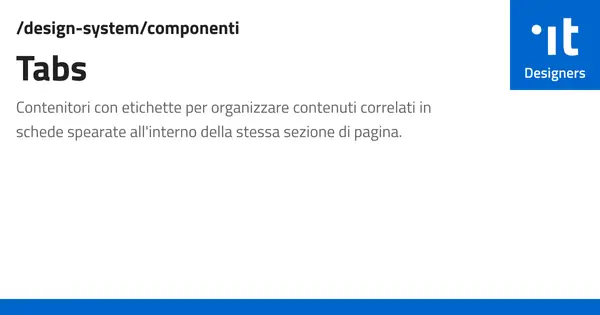 /design-system/componenti
Tabs
Contenitori con etichette per organizzare contenuti correlati in
schede spearate all'interno della stessa sezione di pagina.
it
Designers